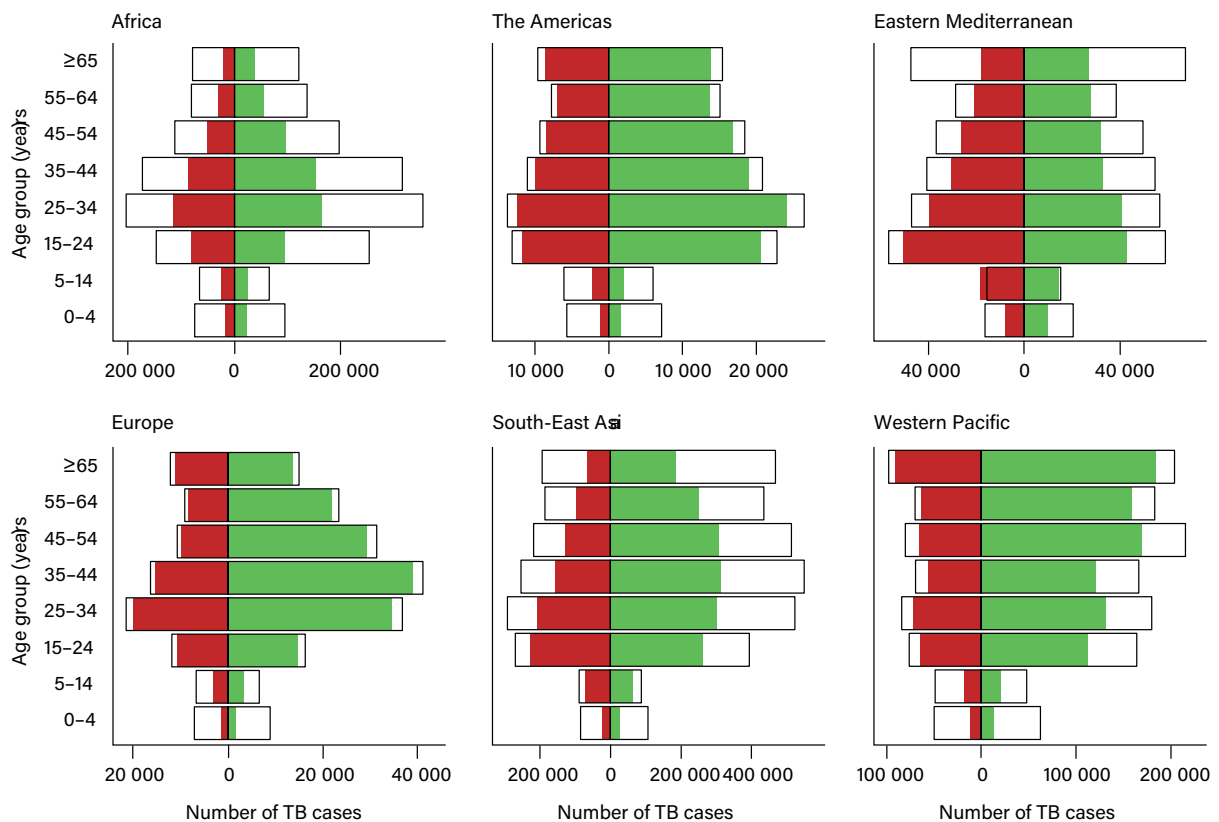 Africa
The Americas
Eastern Mediterranean
Age group (years)
≥65
55–64
45–54
35–44
25–34
15–24
5–14
0–4
200 000 0 200 000
10 000 0 10 000 20 000
40 000 0 40 000
Europe
South-East Asia
Western Pacific
Age group (years)
≥65
55–64
45–54
35–44
25–34
15–24
5–14
0–4
20 000 0 20 000 40 000
200 000 0 200 000 400 000
100 000 0 100 000 200 000
Number of TB cases
Number of TB cases
Number of TB cases